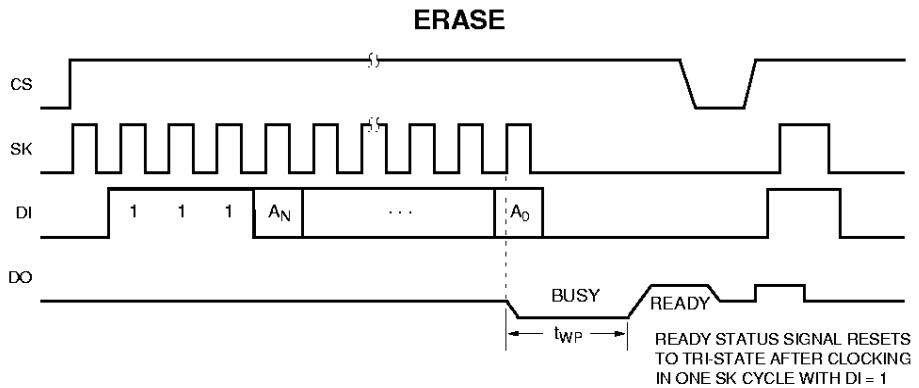 ERASE
CS
SK
DI
1 1 1 AN ... A0
DO
BUSY
READY
tWP
READY STATUS SIGNAL RESETS
TO TRI-STATE AFTER CLOCKING
IN ONE SK CYCLE WITH DI = 1